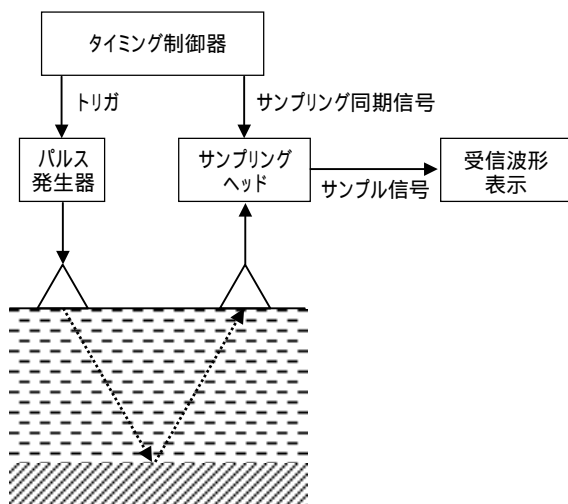 タイミング制御器
トリガ
サンプリング同期信号
パルス
発生器
サンプリング
ヘッド
サンプル信号
受信波形
表示